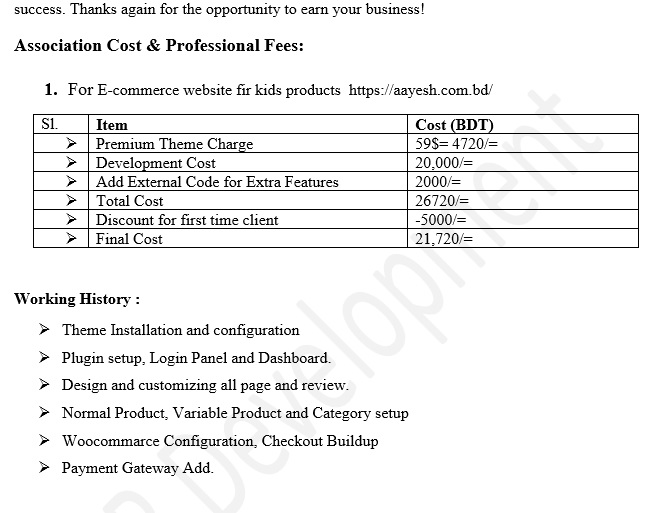 success. Thanks again for the opportunity to earn your business!
Association Cost & Professional Fees:
1. For E-commerce website fir kids products https://aayesh.com.bd/
Sl. Item Cost (BDT)
➤ Premium Theme Charge 59$= 4720/=
➤ Development Cost 20,000/=
➤ Add External Code for Extra Features 2000/=
➤ Total Cost 26720/=
➤ Discount for first time client -5000/=
➤ Final Cost 21,720/=
Working History :
➤ Theme Installation and configuration
➤ Plugin setup, Login Panel and Dashboard.
➤ Design and customizing all page and review.
➤ Normal Product, Variable Product and Category setup
➤ Woocommarce Configuration, Checkout Buildup
➤ Payment Gateway Add.
Development